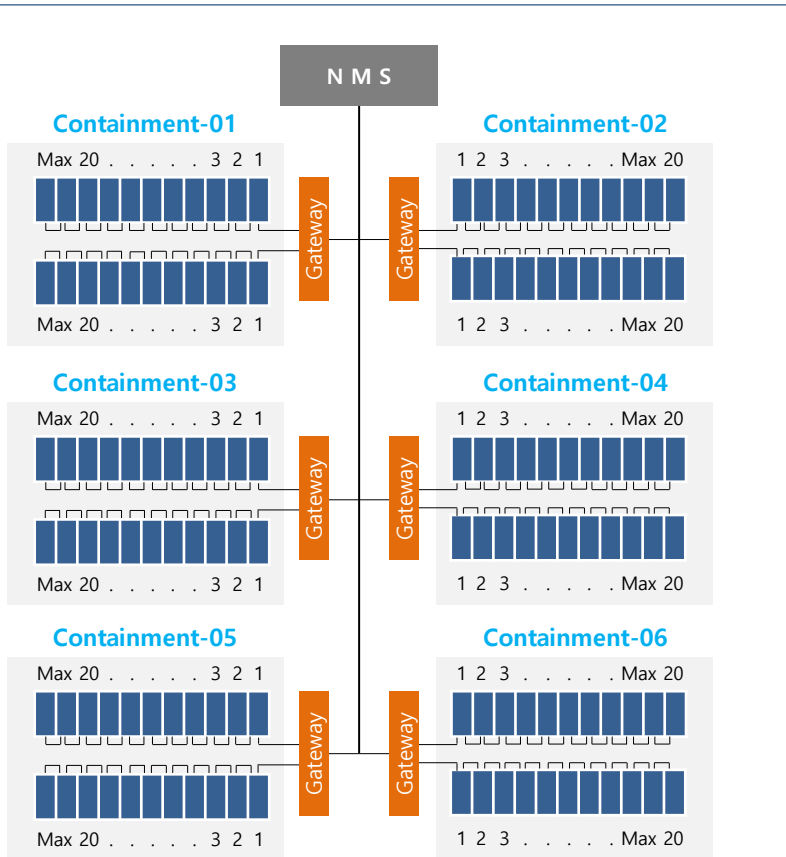 N M S
Containment-01
Containment-02
Max 20 . . . . . 3 2 1
1 2 3 . . . . . Max 20
Gateway
Gateway
Max 20 . . . . . 3 2 1
1 2 3 . . . . . Max 20
Containment-03
Containment-04
Max 20 . . . . . 3 2 1
1 2 3 . . . . . Max 20
Gateway
Gateway
Max 20 . . . . . 3 2 1
1 2 3 . . . . . Max 20
Containment-05
Containment-06
Max 20 . . . . . 3 2 1
1 2 3 . . . . . Max 20
Gateway
Gateway
Max 20 . . . . . 3 2 1
1 2 3 . . . . . Max 20